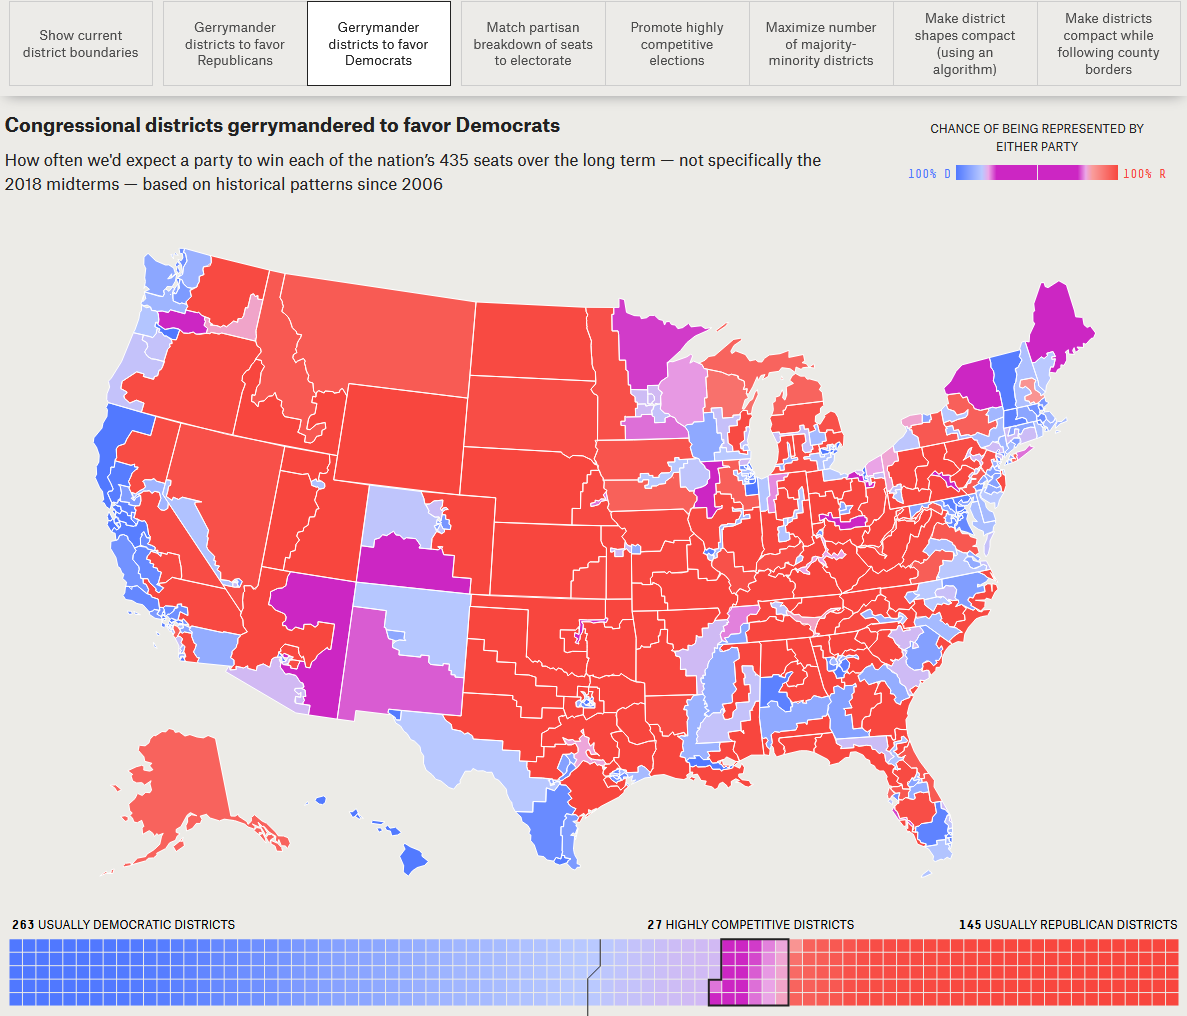 Show current
district boundaries
Gerrymander
districts to favor
Republicans
Gerrymander
districts to favor
Democrats
Match partisan
breakdown of seats
to electorate
Promote highly
competitive
elections
Maximize number
of majority-
minority districts
Make district
shapes compact
(using an
algorithm)
Make districts
compact while
following county
borders
Congressional districts gerrymandered to favor Democrats
How often we'd expect a party to win each of the nation's 435 seats over the long term — not specifically the
2018 midterms — based on historical patterns since 2006
CHANCE OF BEING REPRESENTED BY
EITHER PARTY
100% D 100% R
263 USUALLY DEMOCRATIC DISTRICTS 27 HIGHLY COMPETITIVE DISTRICTS 145 USUALLY REPUBLICAN DISTRICTS